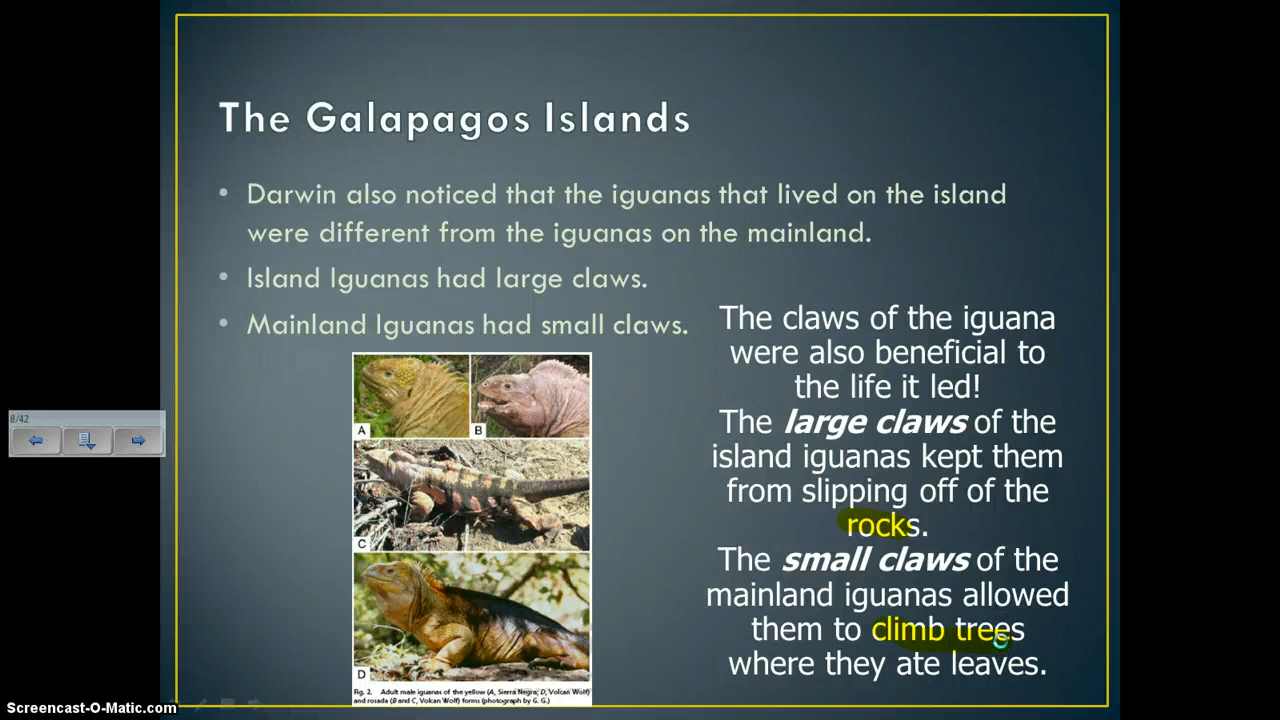 The Galapagos Islands
• Darwin also noticed that the iguanas that lived on the island
were different from the iguanas on the mainland.
• Island Iguanas had large claws.
• Mainland Iguanas had small claws.
The claws of the iguana
were also beneficial to
the life it led!
The large claws of the
island iguanas kept them
from slipping off of the
rocks.
The small claws of the
mainland iguanas allowed
them to climb trees
where they ate leaves.
8/42
A
B
C
D
Fig. 2. Adult male iguanas of the yellow (A, Sierra Negra; D, Volcan Wolf)
and rosada (B and C, Volcan Wolf) forms (photograph by G. G.)
Screencast-O-Matic.com